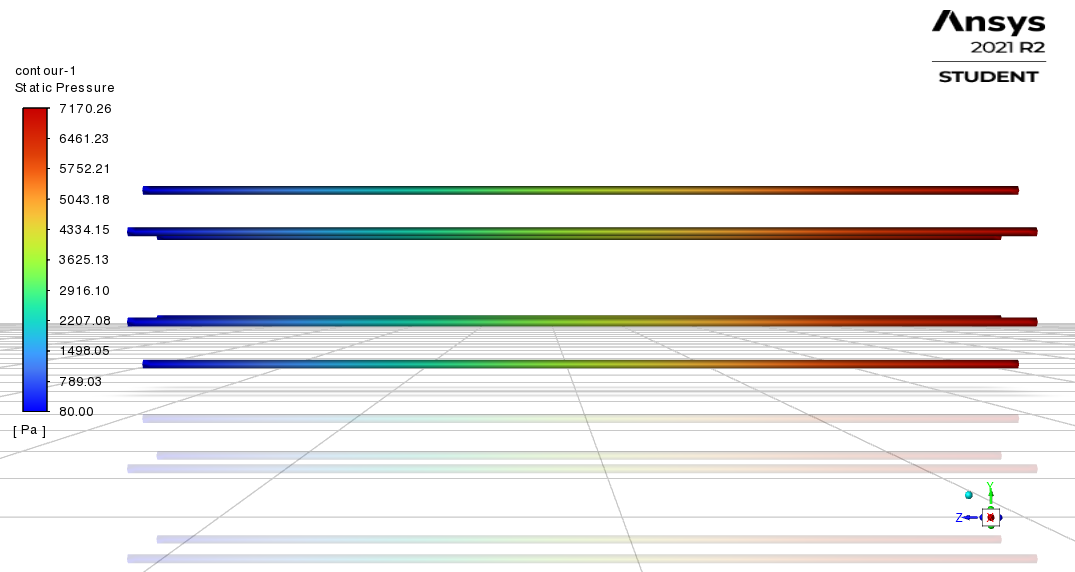 Ansys
2021 R2
STUDENT
contour-1
Static Pressure
7170.26
6461.23
5752.21
5043.18
4334.15
3625.13
2916.10
2207.08
1498.05
789.03
80.00
[ Pa ]
Y
Z